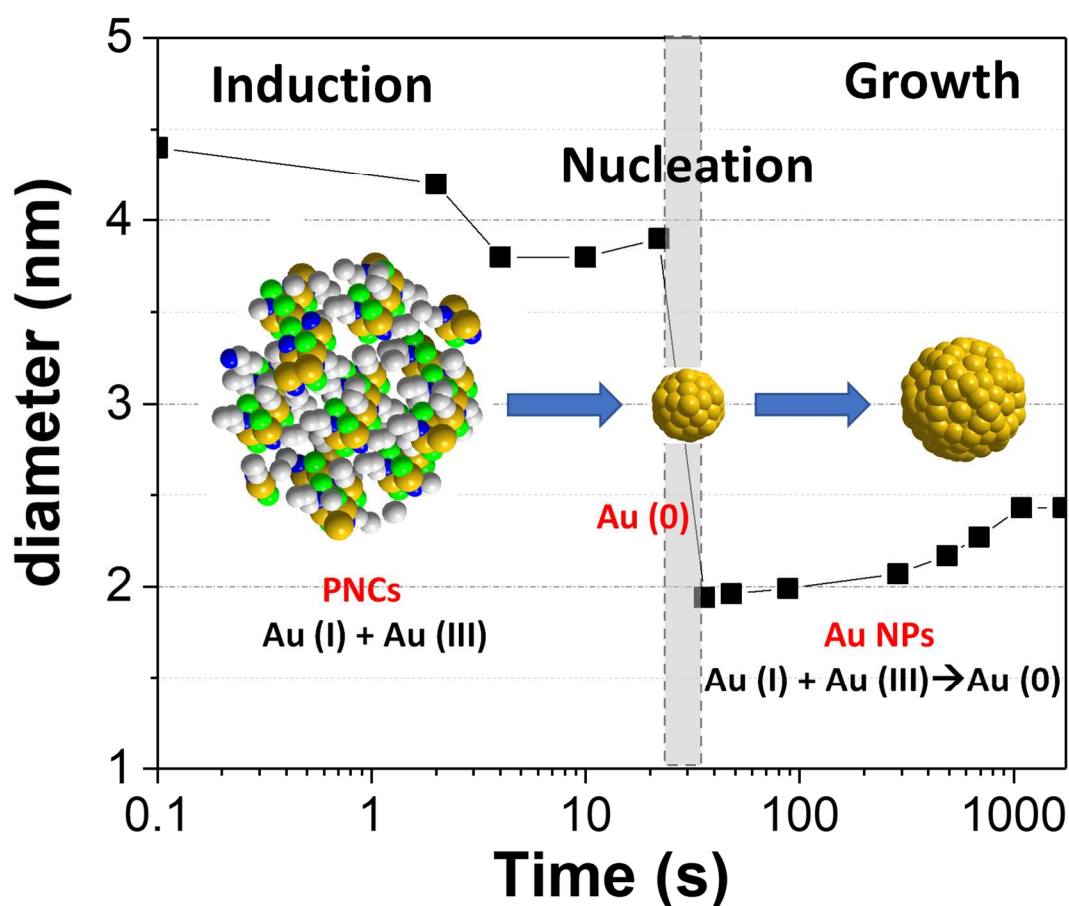 5
4
3
2
1
diameter (nm)
Induction
Growth
Nucleation
Au (0)
PNCs
Au (I) + Au (III)
Au NPs
Au (I) + Au (III)→Au (0)
0.1
1
10
100
1000
Time (s)